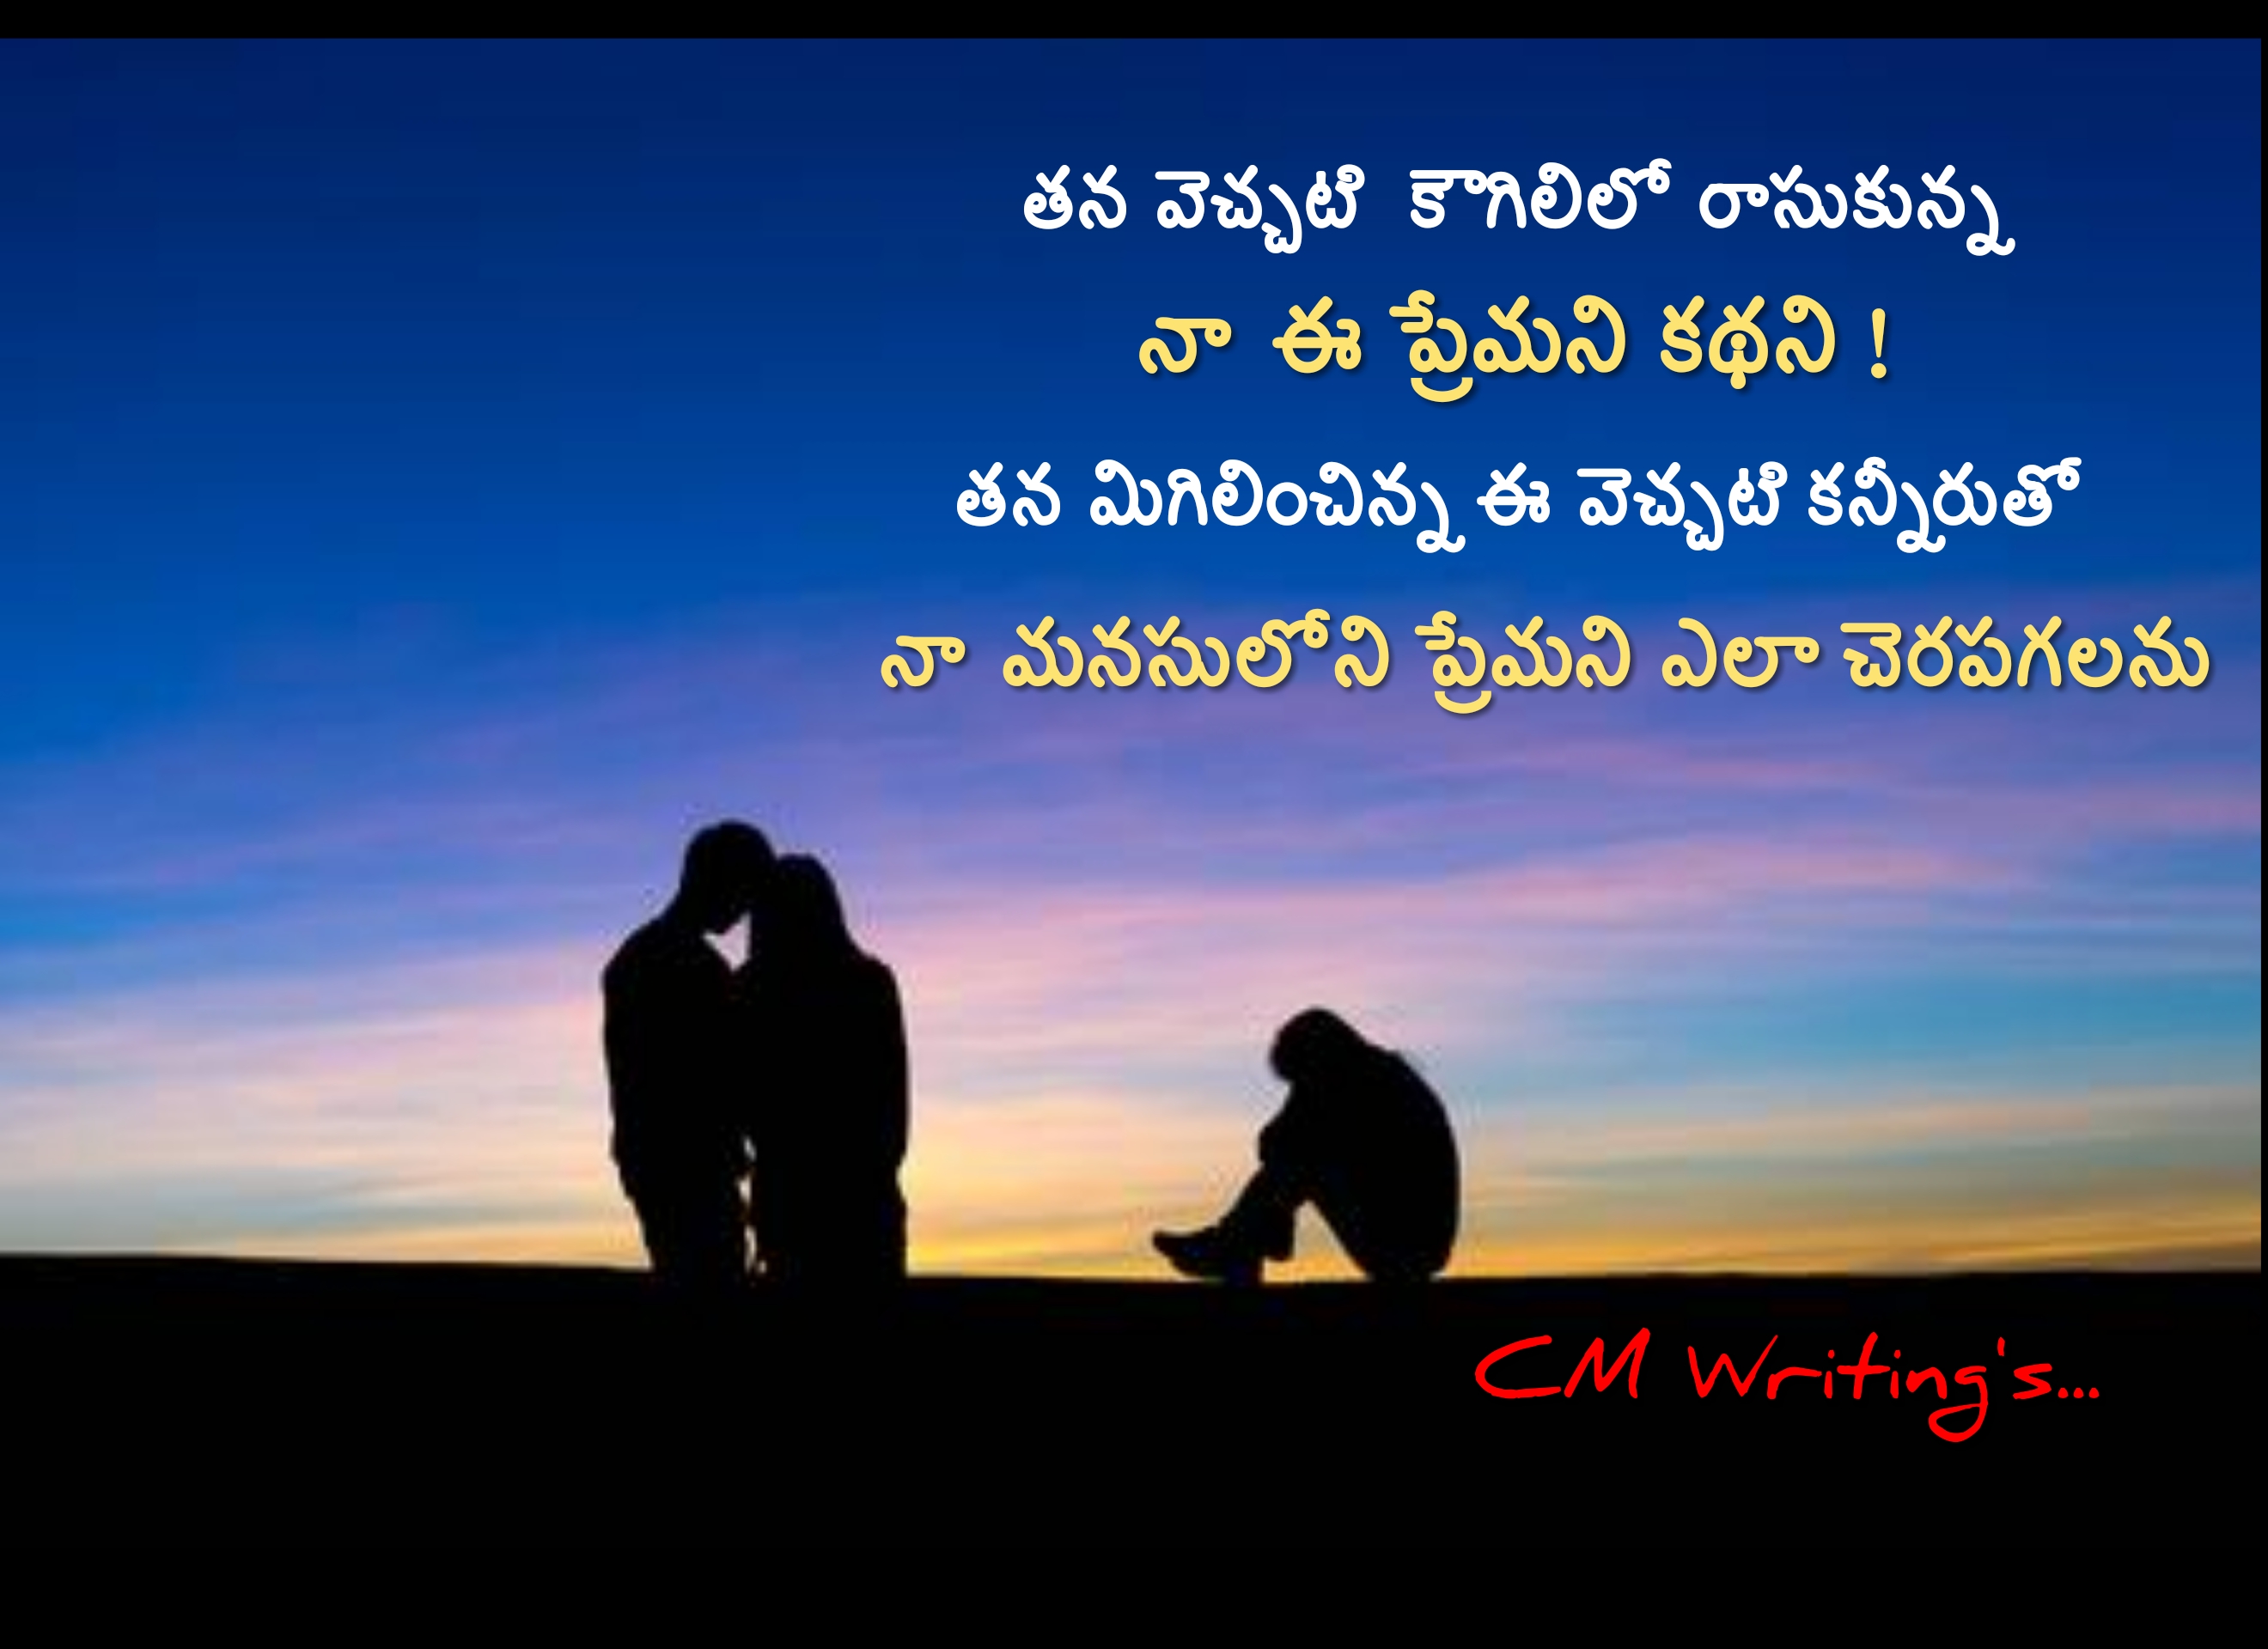 తన వెచ్చటి కౌగిలిలో రాసుకున్న
నా ఈ ప్రేమని కథని !
తన మిగిలించిన్న ఈ వెచ్చటి కన్నీరుతో
నా మనసులోని ప్రేమని ఎలా చెరపగలను
CM Writing's...